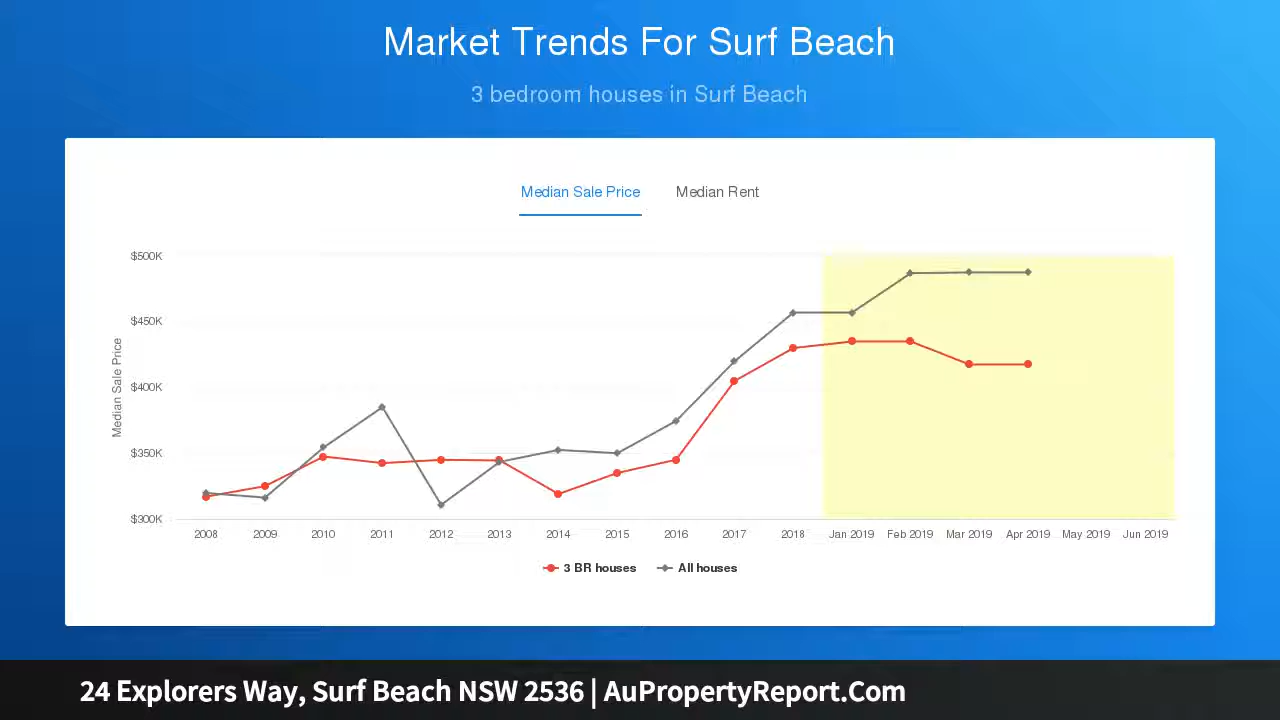 Market Trends For Surf Beach
3 bedroom houses in Surf Beach
Median Sale Price Median Rent
Median Sale Price
$500K
$450K
$400K
$350K
$300K
2008 2009 2010 2011 2012 2013 2014 2015 2016 2017 2018 Jan 2019 Feb 2019 Mar 2019 Apr 2019 May 2019 Jun 2019
3 BR houses All houses
24 Explorers Way, Surf Beach NSW 2536 | AuPropertyReport.Com